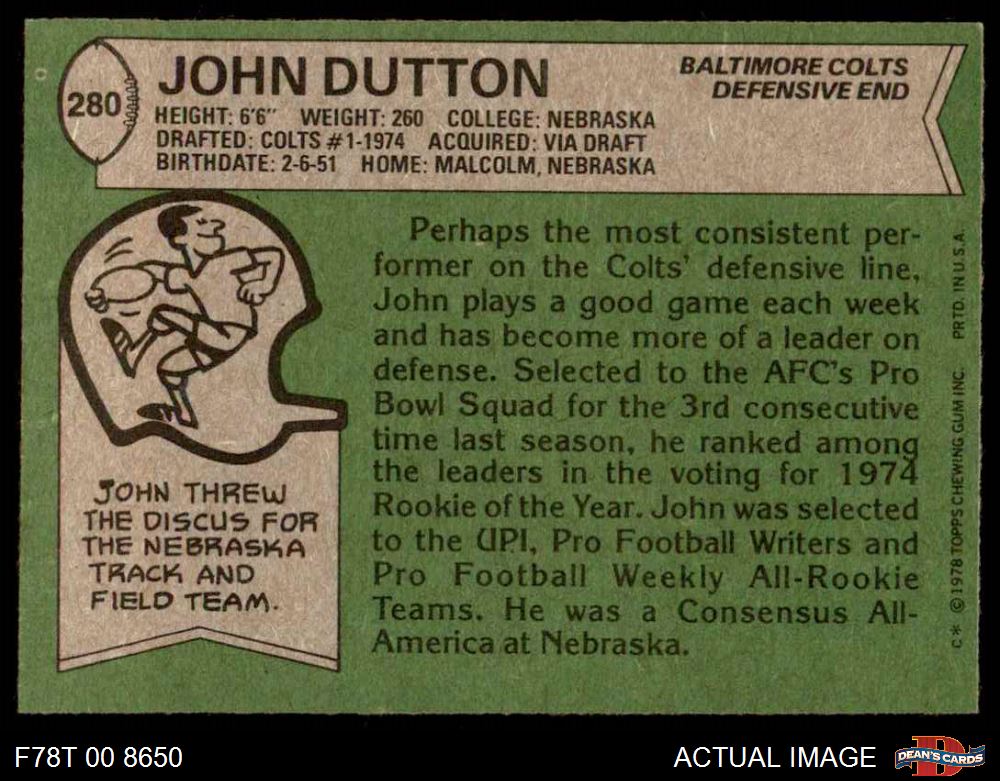 280
JOHN DUTTON
BALTIMORE COLTS
DEFENSIVE END
HEIGHT: 6'6" WEIGHT: 260 COLLEGE: NEBRASKA
DRAFTED: COLTS #1-1974 ACQUIRED: VIA DRAFT
BIRTHDATE: 2-6-51 HOME: MALCOLM, NEBRASKA
JOHN THREW
THE DISCUS FOR
THE NEBRASKA
TRACK AND
FIELD TEAM.
Perhaps the most consistent per-
former on the Colts' defensive line,
John plays a good game each week
and has become more of a leader on
defense. Selected to the AFC's Pro
Bowl Squad for the 3rd consecutive
time last season, he ranked among
the leaders in the voting for 1974
Rookie of the Year. John was selected
to the UPI, Pro Football Writers and
Pro Football Weekly All-Rookie
Teams. He was a Consensus All-
America at Nebraska.
C* © 1978 TOPPS CHEWING GUM INC. PRTD. IN U.S.A.
F78T 00 8650
ACTUAL IMAGE
D
DEAN'S CARDS